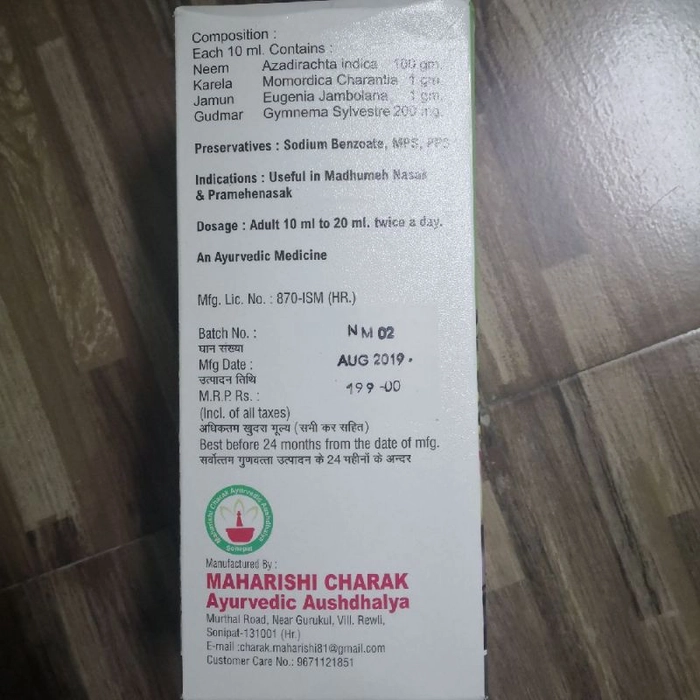 Composition :
Each 10 ml. Contains :
Neem Azadirachta Indica 100 gm.
Karela Momordica Charantia 1 gm.
Jamun Eugenia Jambolana 1 gm.
Gudmar Gymnema Sylvestre 200 mg.
Preservatives : Sodium Benzoate, MPS, PPS
Indications : Useful in Madhumeh Nasak
& Pramehenasak
Dosage : Adult 10 ml to 20 ml. twice a day.
An Ayurvedic Medicine
Mfg. Lic. No. : 870-ISM (HR.)
Batch No. : NM 02
घान संख्या
Mfg Date : AUG 2019.
उत्पादन तिथि
M.R.P. Rs. : 199-00
(Incl. of all taxes)
अधिकतम खुदरा मूल्य (सभी कर सहित)
Best before 24 months from the date of mfg.
सर्वोत्तम गुणवत्ता उत्पादन के 24 महीनों के अन्दर
Maharishi Charak Ayurvedic Aushdhalya
Sonipat
Manufactured By :
MAHARISHI CHARAK
Ayurvedic Aushdhalya
Murthal Road, Near Gurukul, Vill. Rewli,
Sonipat-131001 (Hr.)
E-mail :charak.maharishi81@gmail.com
Customer Care No.: 9671121851